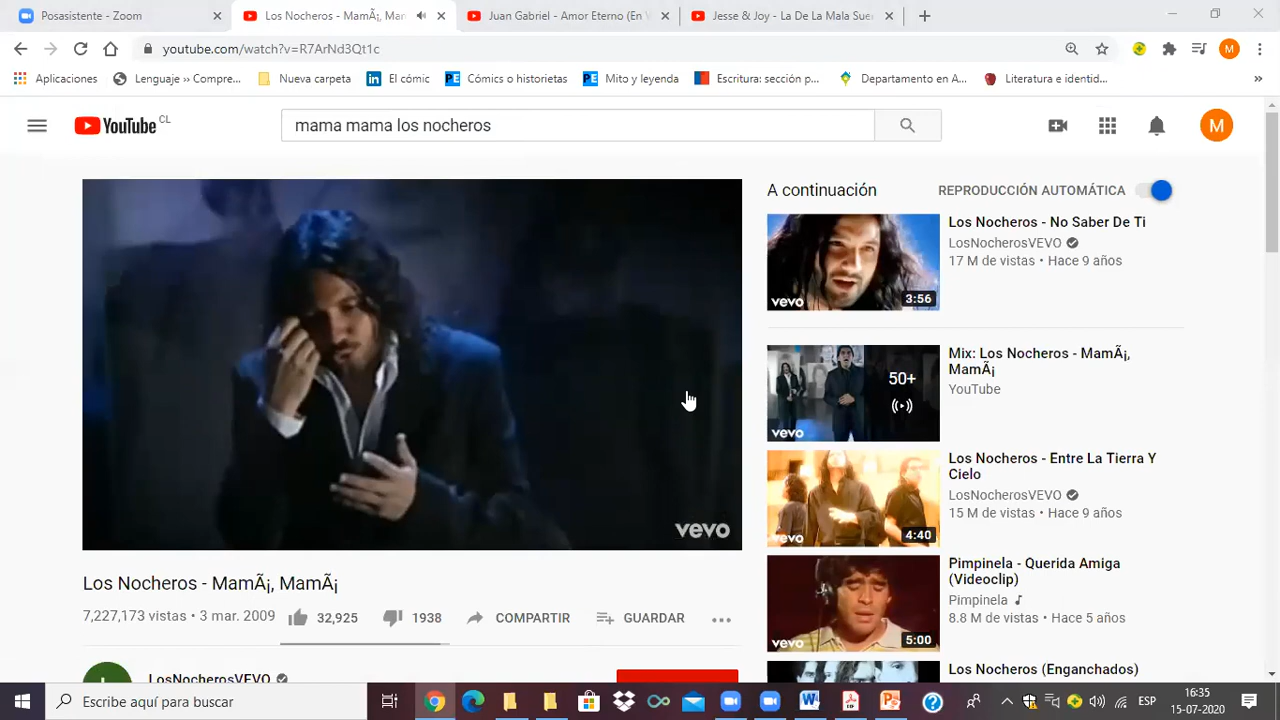 Posasistente - Zoom
Los Nocheros - MamÃ¡, Mar
Juan Gabriel - Amor Eterno (En V
Jesse & Joy - La De La Mala Suer
youtube.com/watch?v=R7ArNd3Qt1c
M
Aplicaciones
Lenguaje ›› Compre...
Nueva carpeta
El cómic
Cómics o historietas
Mito y leyenda
Escritura: sección p...
Departamento en A...
Literatura e identid...
»
YouTube CL
mama mama los nocheros
M
A continuación
REPRODUCCIÓN AUTOMÁTICA
Los Nocheros - No Saber De Ti
LosNocherosVEVO
17 M de vistas • Hace 9 años
vevo
3:56
Mix: Los Nocheros - MamÃ¡,
MamÃ¡
YouTube
50+
vevo
Los Nocheros - Entre La Tierra Y
Cielo
LosNocherosVEVO
15 M de vistas • Hace 9 años
vevo
4:40
vevo
Pimpinela - Querida Amiga
(Videoclip)
Pimpinela
8.8 M de vistas • Hace 5 años
vevo
5:00
Los Nocheros (Enganchados)
Los Nocheros - MamÃ¡, MamÃ¡
7,227,173 vistas • 3 mar. 2009
32,925
1938
COMPARTIR
GUARDAR
LosNocherosVEVO
Escribe aquí para buscar
ESP
16:35
15-07-2020